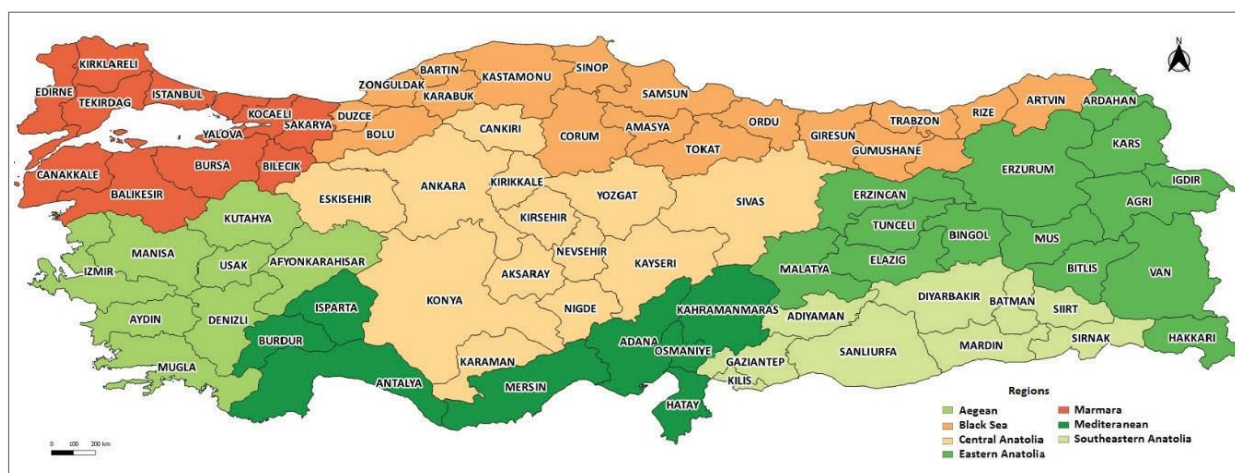 KIRKLARELI
EDIRNE
TEKIRDAG
ISTANBUL
KOCAELI
SAKARYA
YALOVA
CANAKKALE
BURSA
BILECIK
BALIKESIR
ZONGULDAK
BARTIN
KASTAMONU
SINOP
KARABUK
DUZCE
BOLU
SAMSUN
CORUM
AMASYA
ORDU
TOKAT
GIRESUN
TRABZON
RIZE
ARTVIN
GUMUSHANE
CANKIRI
ANKARA
KIRIKKALE
ESKISEHIR
YOZGAT
SIVAS
KIRSEHIR
NEVSEHIR
AKSARAY
KAYSERI
KONYA
NIGDE
KARAMAN
ARDAHAN
KARS
ERZURUM
IGDIR
AGRI
ERZINCAN
TUNCELI
BINGOL
MUS
ELAZIG
MALATYA
BITLIS
VAN
HAKKARI
KUTAHYA
MANISA
USAK
AFYONKARAHISAR
IZMIR
AYDIN
DENIZLI
MUGLA
ISPARTA
BURDUR
ANTALYA
MERSIN
ADANA
KAHRAMANMARAS
OSMANIYE
HATAY
ADIYAMAN
DIYARBAKIR
BATMAN
SIIRT
GAZIANTEP
KILIS
SANLIURFA
MARDIN
SIRNAK
N
0 100 200 km
Regions
Aegean
Black Sea
Central Anatolia
Eastern Anatolia
Marmara
Mediteranean
Southeastern Anatolia